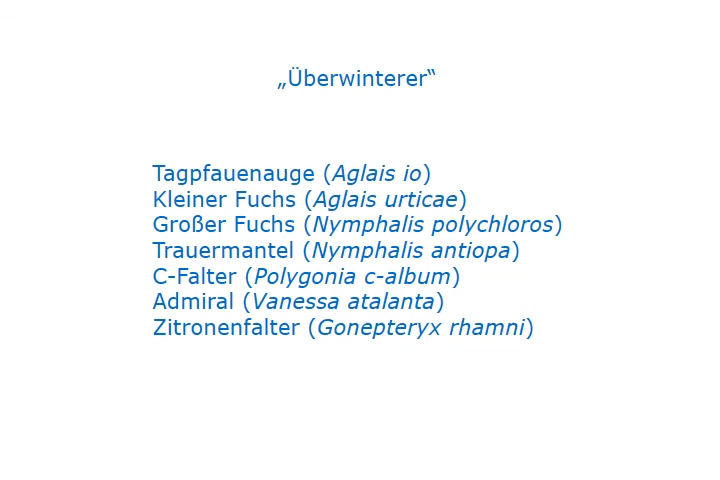 „Überwinterer“
Tagpfauenauge (Aglais io)
Kleiner Fuchs (Aglais urticae)
Großer Fuchs (Nymphalis polychloros)
Trauermantel (Nymphalis antiopa)
C-Falter (Polygonia c-album)
Admiral (Vanessa atalanta)
Zitronenfalter (Gonepteryx rhamni)